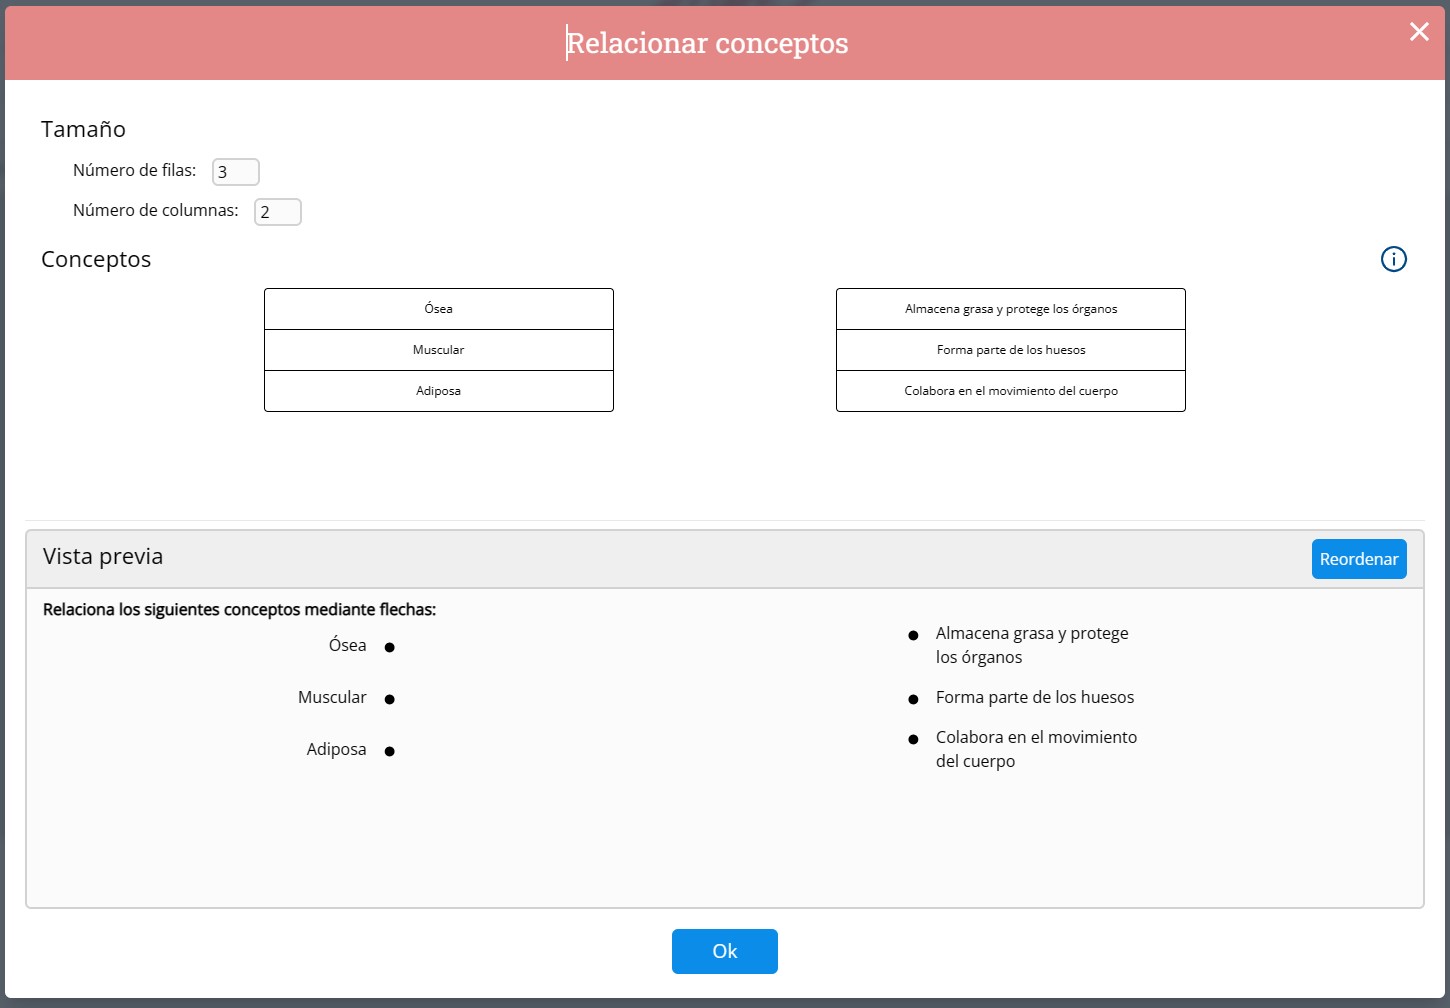 Relacionar conceptos
Tamaño
Número de filas: 3
Número de columnas: 2
Conceptos
Ósea
Almacena grasa y protege los órganos
Muscular
Forma parte de los huesos
Adiposa
Colabora en el movimiento del cuerpo
Vista previa
Reordenar
Relaciona los siguientes conceptos mediante flechas:
Ósea
Almacena grasa y protege
los órganos
Muscular
Forma parte de los huesos
Adiposa
Colabora en el movimiento
del cuerpo
Ok